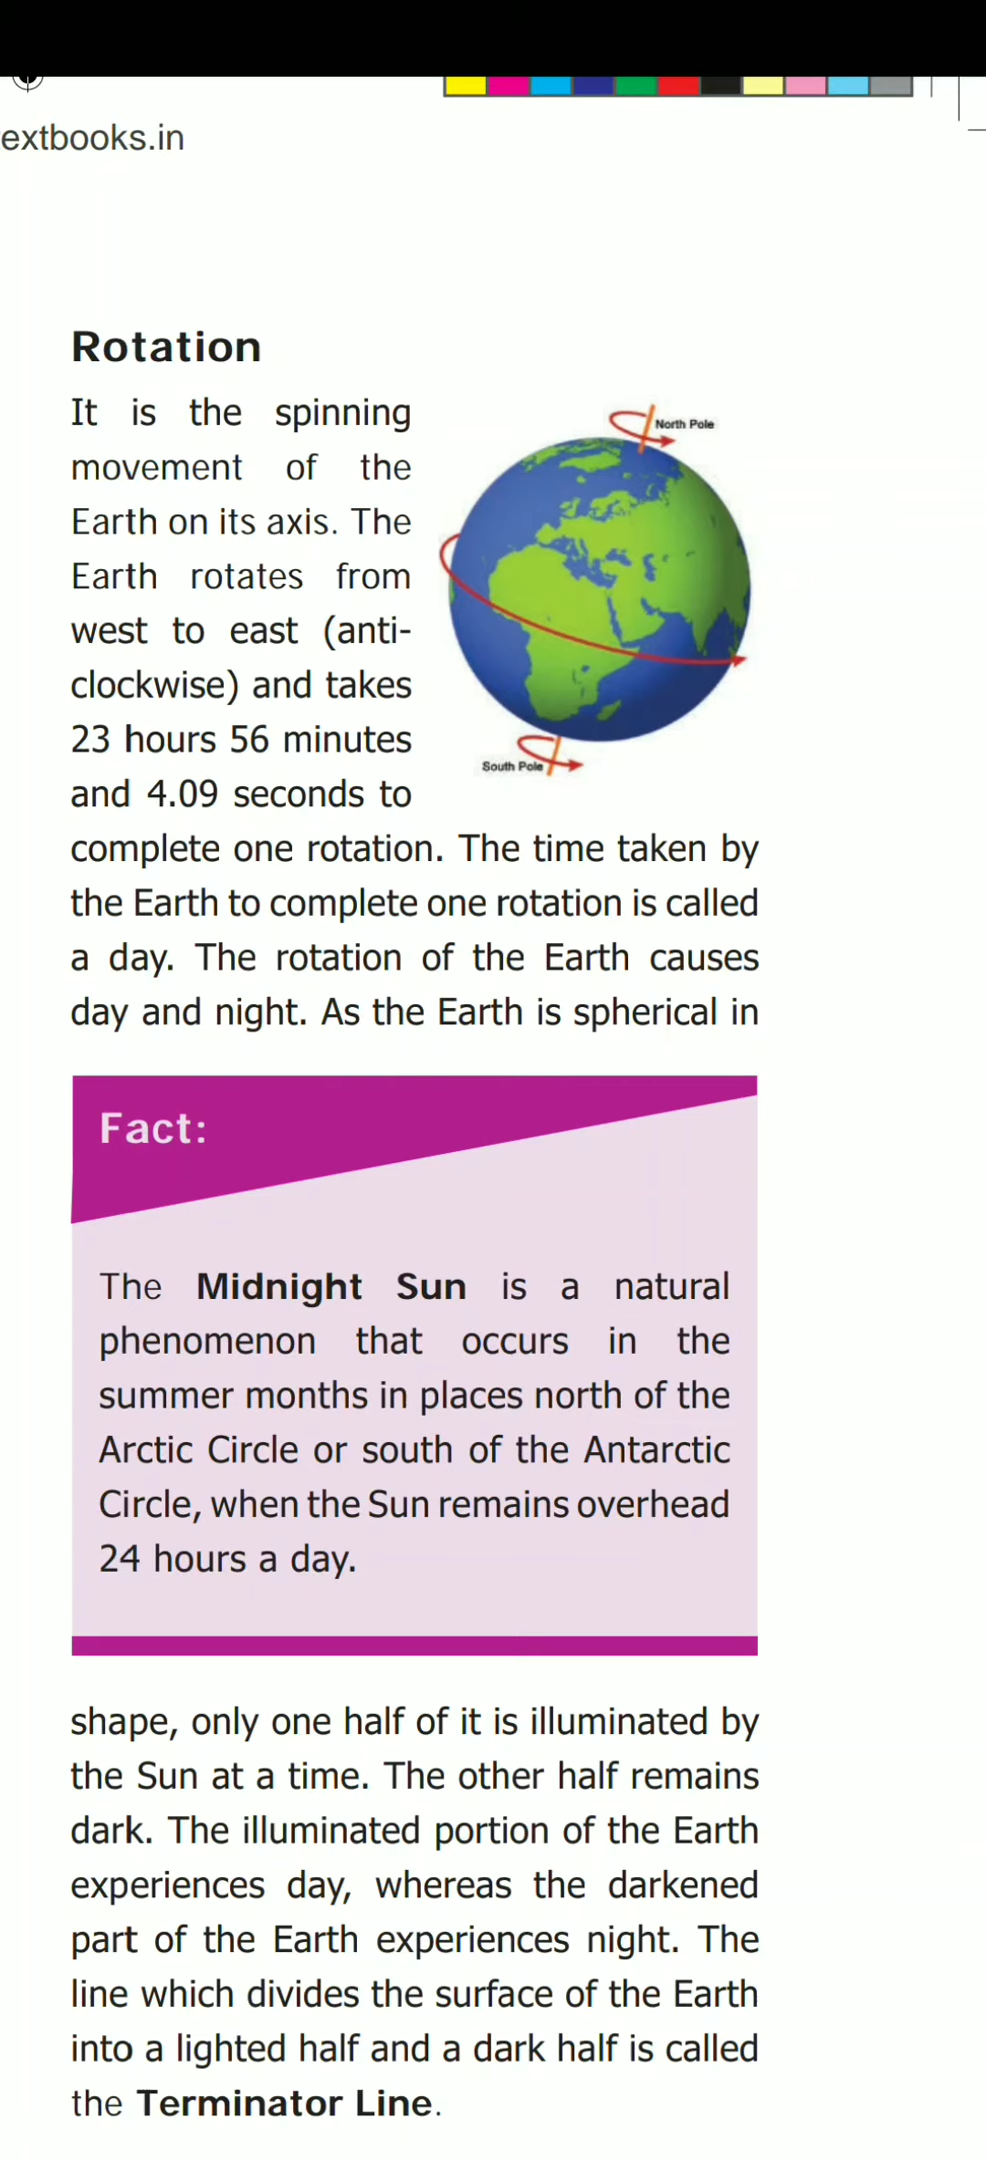 extbooks.in
Rotation
It is the spinning
movement of the
Earth on its axis. The
Earth rotates from
west to east (anti-
clockwise) and takes
23 hours 56 minutes
and 4.09 seconds to
North Pole
South Pole
complete one rotation. The time taken by
the Earth to complete one rotation is called
a day. The rotation of the Earth causes
day and night. As the Earth is spherical in
Fact:
The Midnight Sun is a natural
phenomenon that occurs in the
summer months in places north of the
Arctic Circle or south of the Antarctic
Circle, when the Sun remains overhead
24 hours a day.
shape, only one half of it is illuminated by
the Sun at a time. The other half remains
dark. The illuminated portion of the Earth
experiences day, whereas the darkened
part of the Earth experiences night. The
line which divides the surface of the Earth
into a lighted half and a dark half is called
the Terminator Line.